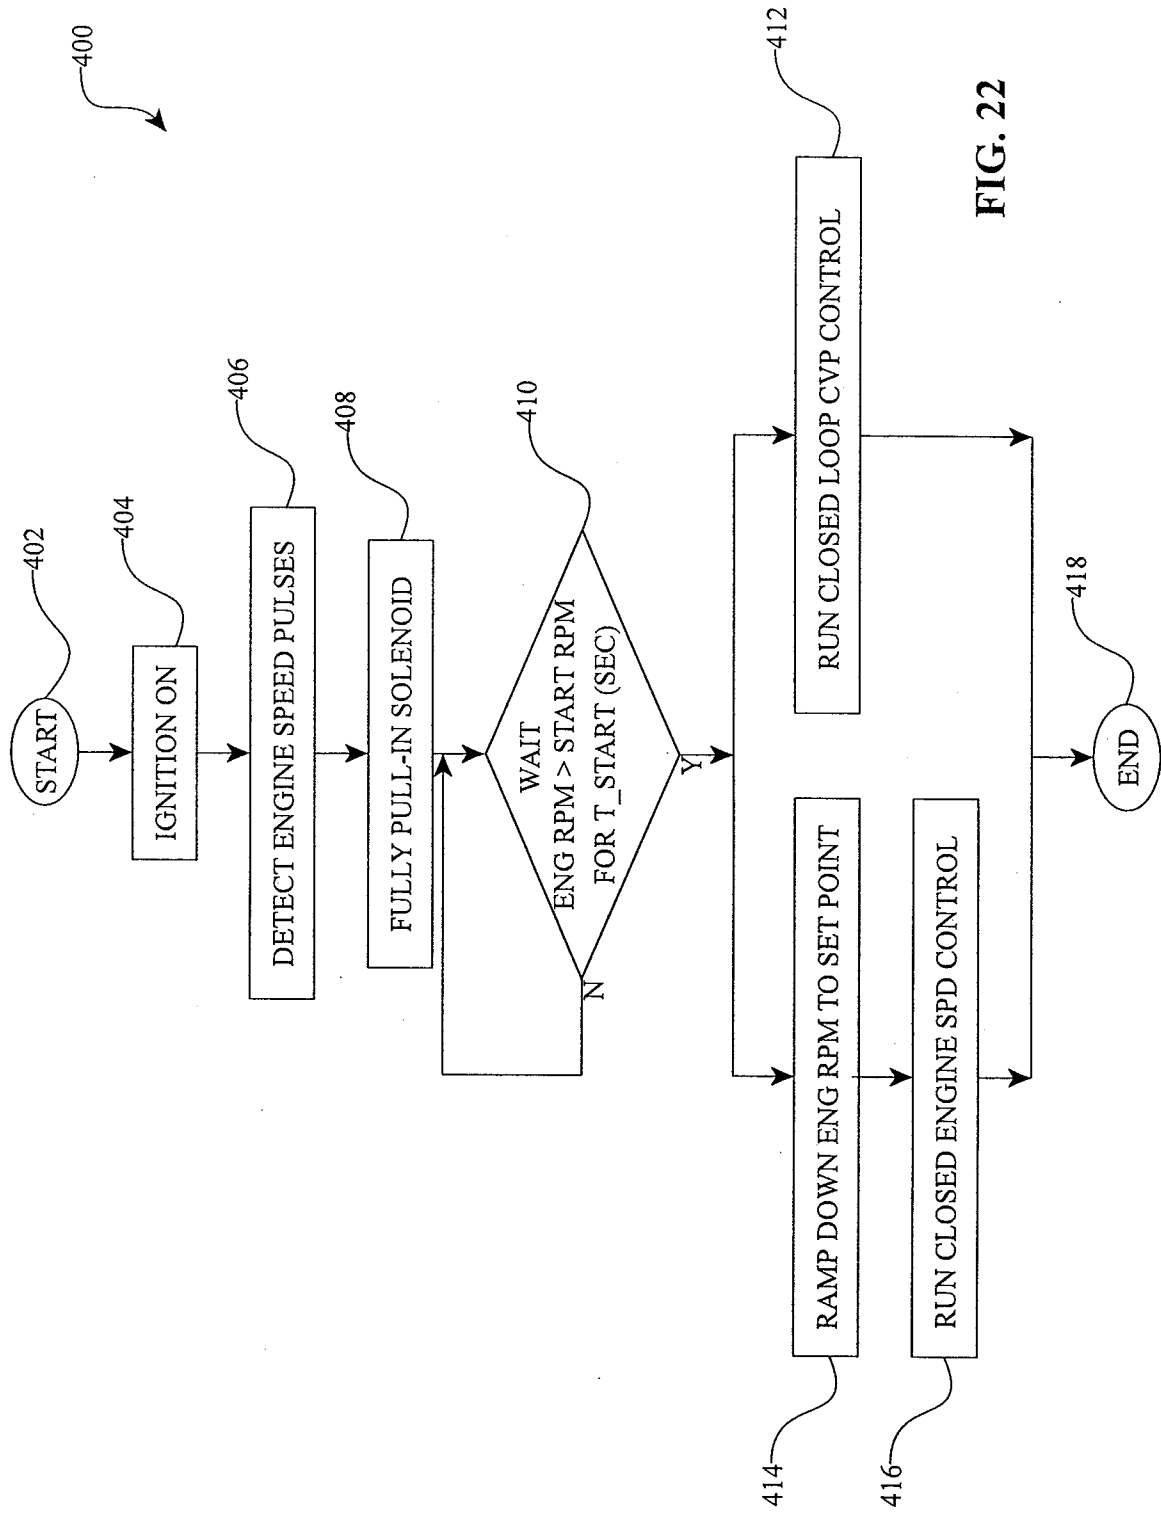 400
START
402
IGNITION ON
404
DETECT ENGINE SPEED PULSES
406
FULLY PULL-IN SOLENOID
408
WAIT
ENG RPM > START RPM
FOR T_START (SEC)
410
N
Y
RAMP DOWN ENG RPM TO SET POINT
414
RUN CLOSED LOOP CVP CONTROL
412
RUN CLOSED ENGINE SPD CONTROL
416
END
418
FIG. 22